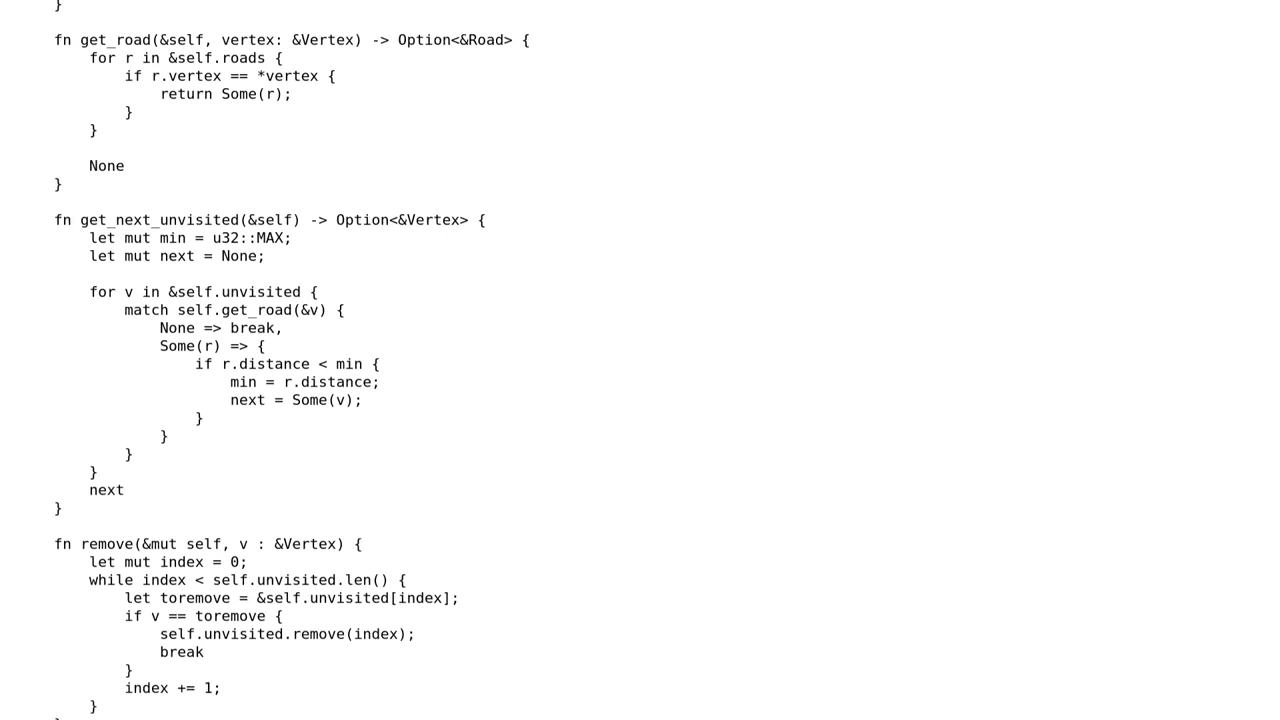 }

    fn get_road(&self, vertex: &Vertex) -> Option<&Road> {
        for r in &self.roads {
            if r.vertex == *vertex {
                return Some(r);
            }
        }

        None
    }

    fn get_next_unvisited(&self) -> Option<&Vertex> {
        let mut min = u32::MAX;
        let mut next = None;

        for v in &self.unvisited {
            match self.get_road(&v) {
                None => break,
                Some(r) => {
                    if r.distance < min {
                        min = r.distance;
                        next = Some(v);
                    }
                }
            }
        }
        next
    }

    fn remove(&mut self, v : &Vertex) {
        let mut index = 0;
        while index < self.unvisited.len() {
            let toremove = &self.unvisited[index];
            if v == toremove {
                self.unvisited.remove(index);
                break
            }
            index += 1;
        }